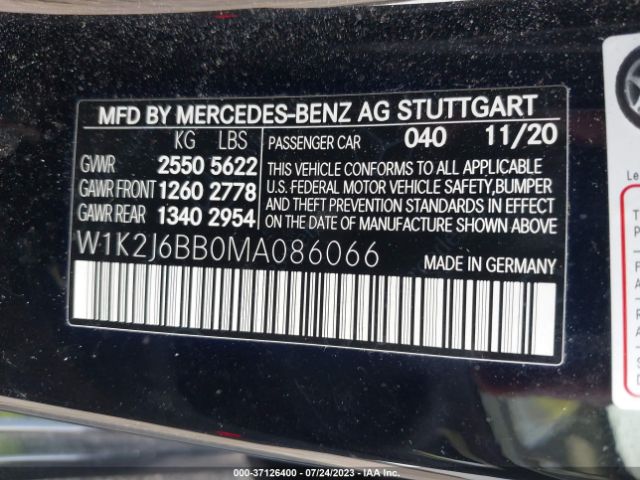 MFD BY MERCEDES-BENZ AG STUTTGART
KG LBS
GVWR 2550 5622
GAWR FRONT 1260 2778
GAWR REAR 1340 2954
PASSENGER CAR 040 11/20
THIS VEHICLE CONFORMS TO ALL APPLICABLE
U.S. FEDERAL MOTOR VEHICLE SAFETY,BUMPER
AND THEFT PREVENTION STANDARDS IN EFFECT
ON THE DATE OF MANUFACTURE SHOWN ABOVE
W1K2J6BB0MA086066
MADE IN GERMANY
000-37126400 - 07/24/2023 - IAA Inc.